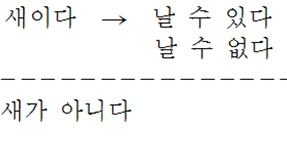 새이다 → 날 수 있다
날 수 없다
새가 아니다